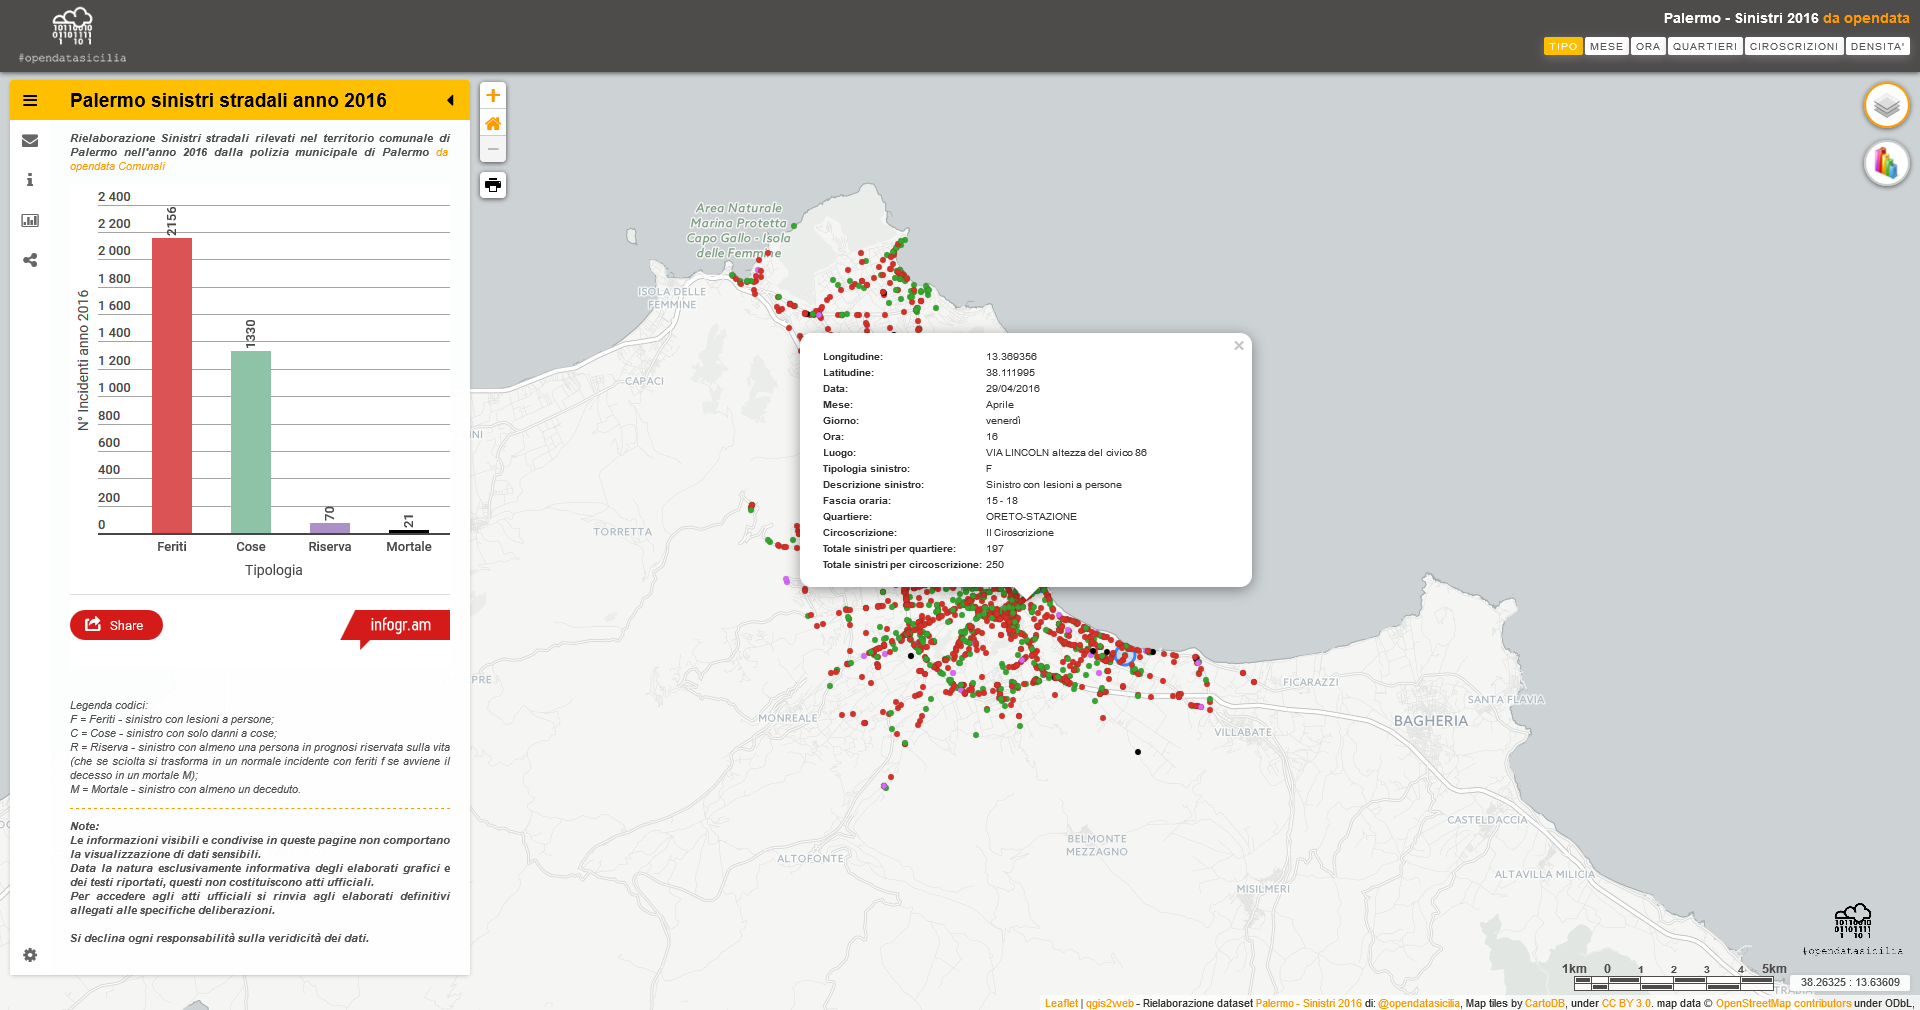 10110010
01101111
1 101
#opendatasicilia
Palermo - Sinistri 2016 da opendata
TIPO MESE ORA QUARTIERI CIROSCRIZIONI DENSITA'
Palermo sinistri stradali anno 2016
Rielaborazione Sinistri stradali rilevati nel territorio comunale di
Palermo nell'anno 2016 dalla polizia municipale di Palermo da
opendata Comunali
2 400
2 200
2 000
1 800
1 600
1 400
1 200
1 000
800
600
400
200
0
N° Incidenti anno 2016
2156
1330
70
21
Feriti Cose Riserva Mortale
Tipologia
Share
infogr.am
Legenda codici:
F = Feriti - sinistro con lesioni a persone;
C = Cose - sinistro con solo danni a cose;
R = Riserva - sinistro con almeno una persona in prognosi riservata sulla vita
(che se sciolta si trasforma in un normale incidente con feriti f se avviene il
decesso in un mortale M);
M = Mortale - sinistro con almeno un deceduto.
Note:
Le informazioni visibili e condivise in queste pagine non comportano
la visualizzazione di dati sensibili.
Data la natura esclusivamente informativa degli elaborati grafici e
dei testi riportati, questi non costituiscono atti ufficiali.
Per accedere agli atti ufficiali si rinvia agli elaborati definitivi
allegati alle specifiche deliberazioni.
Si declina ogni responsabilità sulla veridicità dei dati.
+
−
Area Naturale
Marina Protetta
Capo Gallo - Isola
delle Femmine
ISOLA DELLE
FEMMINE
CAPACI
INI
TORRETTA
PRE
MONREALE
ALTOFONTE
BELMONTE
MEZZAGNO
VILLABATE
FICARAZZI
BAGHERIA
SANTA FLAVIA
CASTELDACCIA
ALTAVILLA MILICIA
MISILMERI
TRABIA
×
Longitudine: 13.369356
Latitudine: 38.111995
Data: 29/04/2016
Mese: Aprile
Giorno: venerdì
Ora: 16
Luogo: VIA LINCOLN altezza del civico 86
Tipologia sinistro: F
Descrizione sinistro: Sinistro con lesioni a persone
Fascia oraria: 15 - 18
Quartiere: ORETO-STAZIONE
Circoscrizione: II Ciroscrizione
Totale sinistri per quartiere: 197
Totale sinistri per circoscrizione: 250
10110010
01101111
1 101
#opendatasicilia
1km 0 1 2 3 4 5km
38.26325 : 13.63609
Leaflet | qgis2web - Rielaborazione dataset Palermo - Sinistri 2016 di: @opendatasicilia, Map tiles by CartoDB, under CC BY 3.0. map data © OpenStreetMap contributors under ODbL,